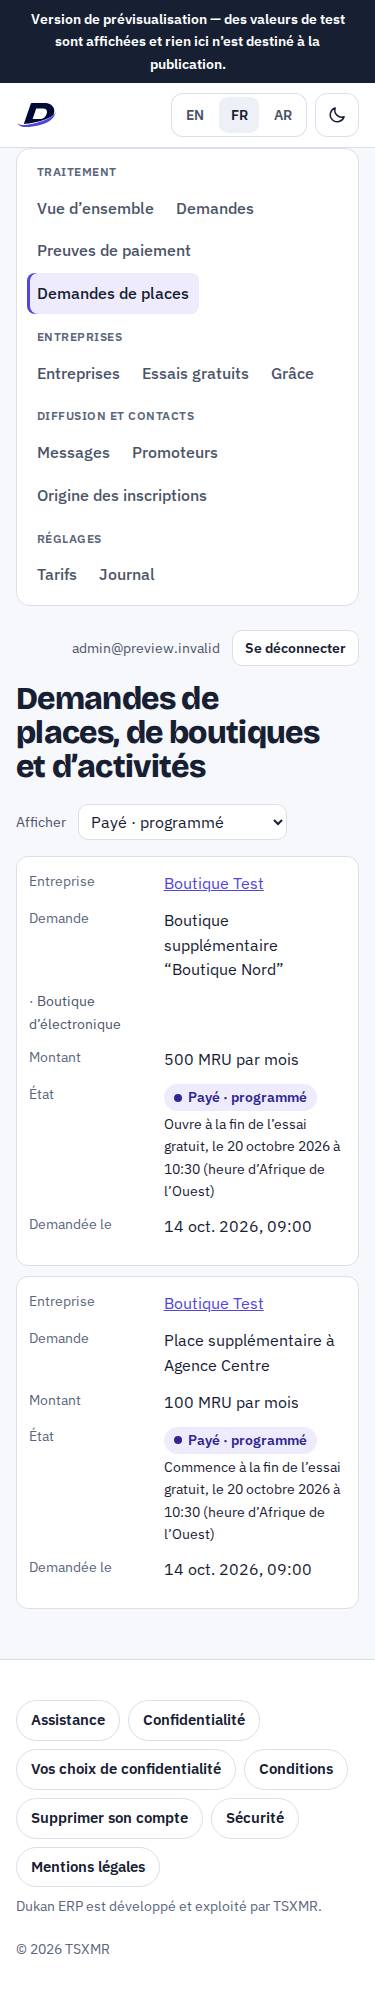 Version de prévisualisation — des valeurs de test
sont affichées et rien ici n’est destiné à la
publication.
D
EN FR AR
TRAITEMENT
Vue d’ensemble Demandes
Preuves de paiement
Demandes de places
ENTREPRISES
Entreprises Essais gratuits Grâce
DIFFUSION ET CONTACTS
Messages Promoteurs
Origine des inscriptions
RÉGLAGES
Tarifs Journal
admin@preview.invalid Se déconnecter
Demandes de
places, de boutiques
et d’activités
Afficher Payé · programmé
Entreprise Boutique Test
Demande Boutique
supplémentaire
“Boutique Nord”
· Boutique
d’électronique
Montant 500 MRU par mois
État Payé · programmé
Ouvre à la fin de l’essai
gratuit, le 20 octobre 2026 à
10:30 (heure d’Afrique de
l’Ouest)
Demandée le 14 oct. 2026, 09:00
Entreprise Boutique Test
Demande Place supplémentaire à
Agence Centre
Montant 100 MRU par mois
État Payé · programmé
Commence à la fin de l’essai
gratuit, le 20 octobre 2026 à
10:30 (heure d’Afrique de
l’Ouest)
Demandée le 14 oct. 2026, 09:00
Assistance Confidentialité
Vos choix de confidentialité Conditions
Supprimer son compte Sécurité
Mentions légales
Dukan ERP est développé et exploité par TSXMR.
© 2026 TSXMR